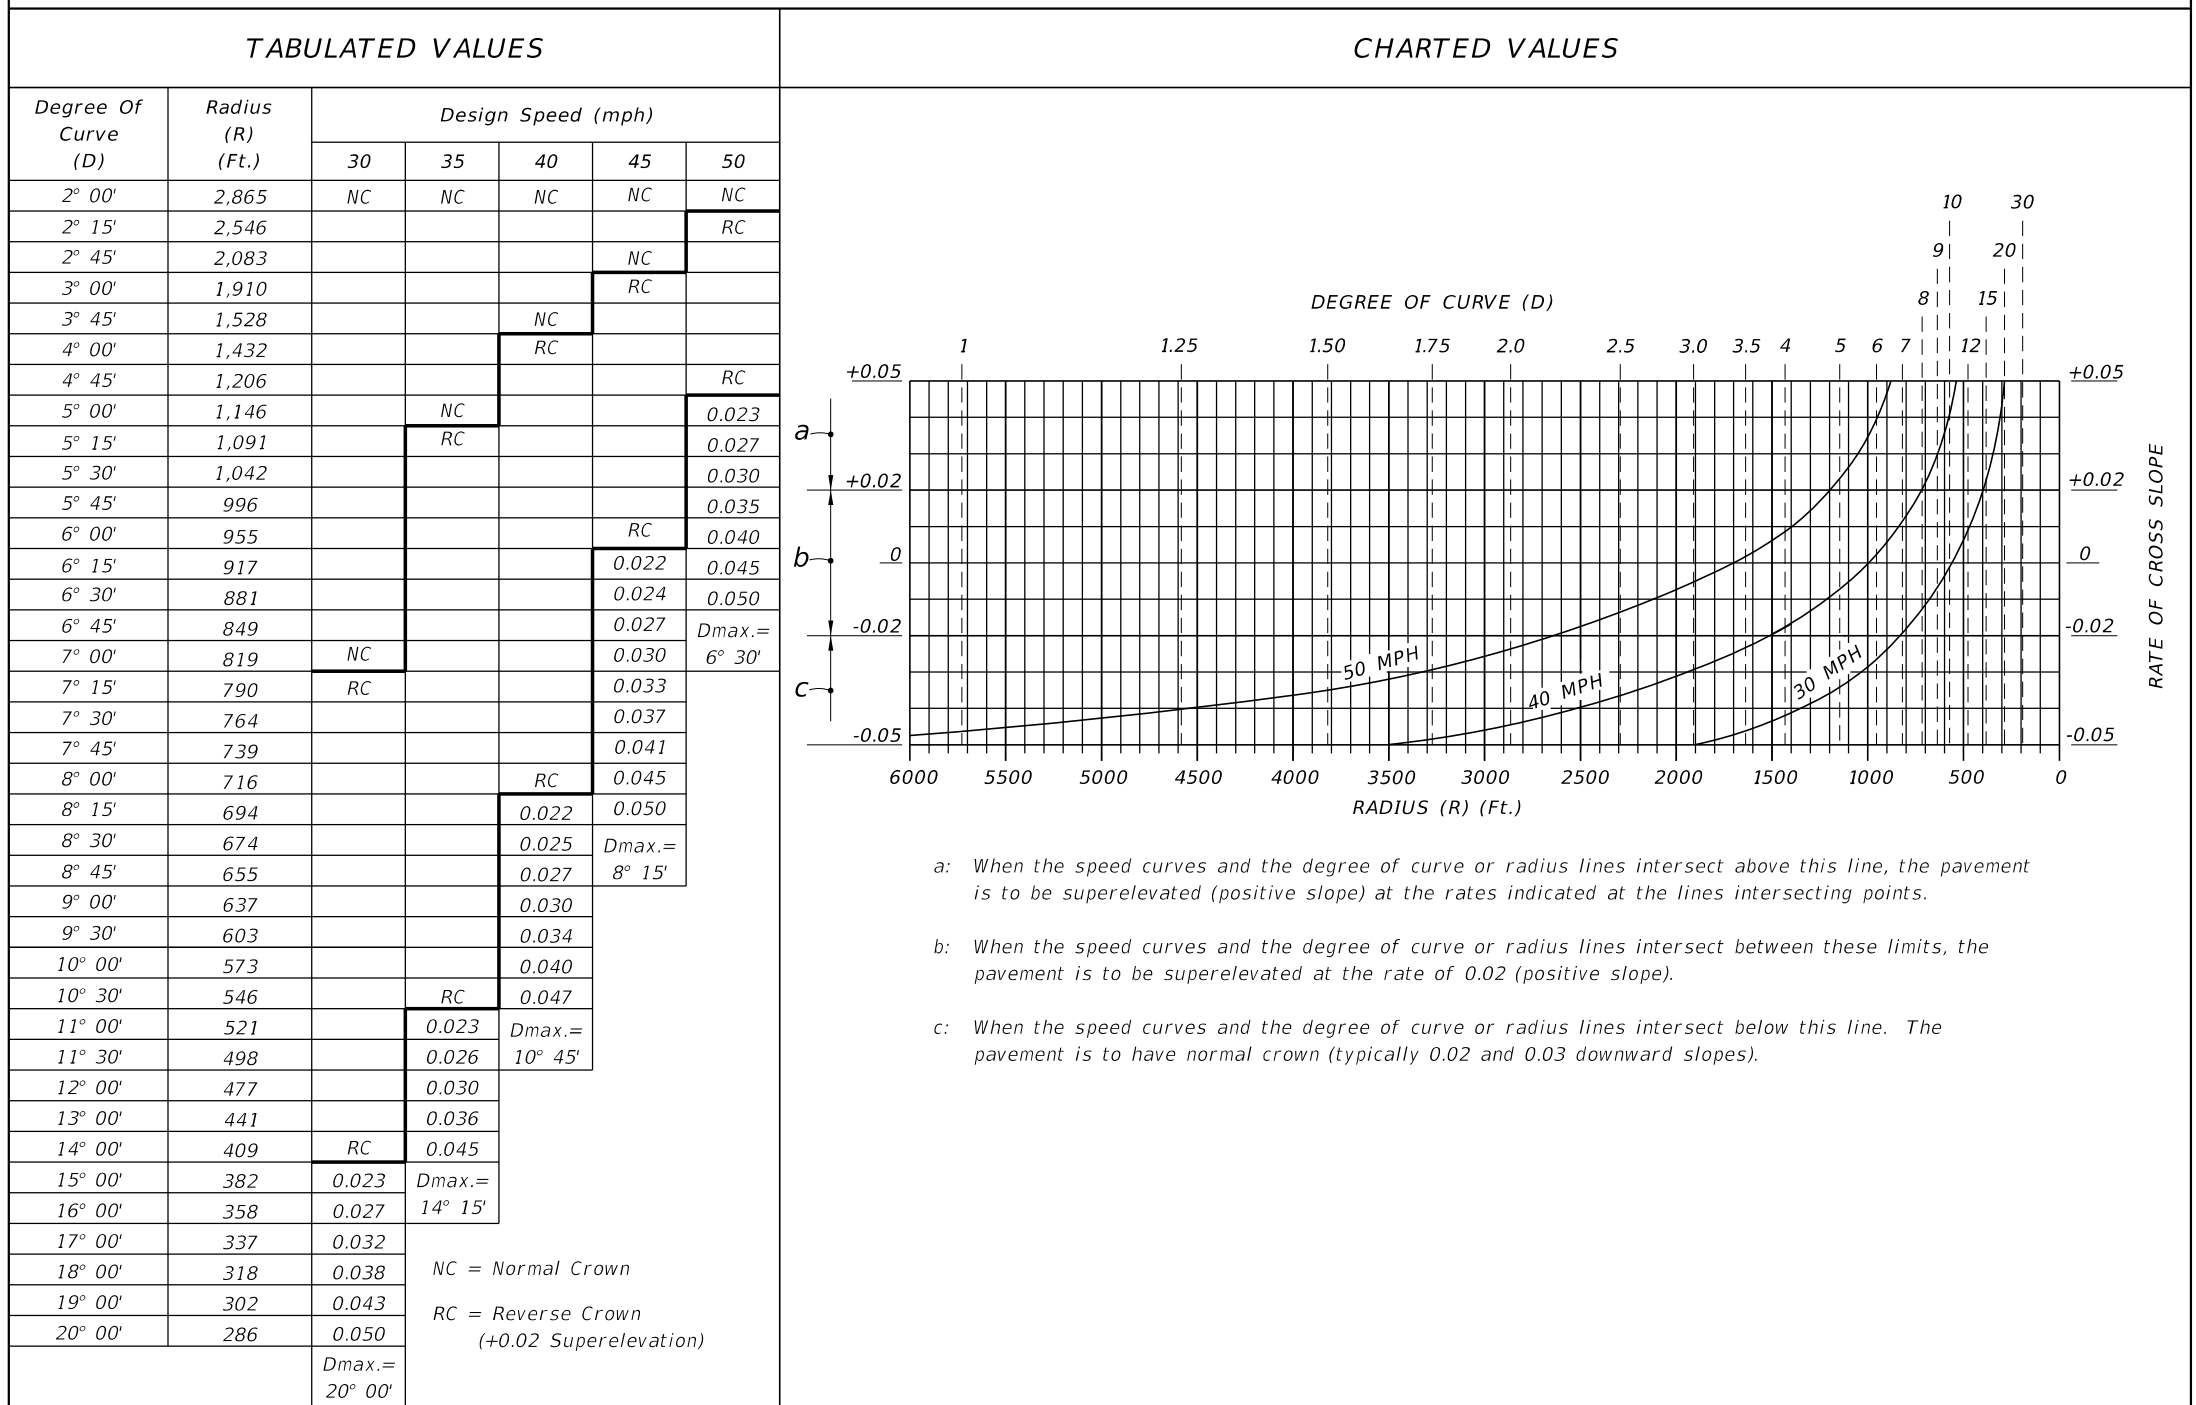 TABULATED VALUES
CHARTED VALUES
Degree Of Curve (D) Radius (R) (Ft.) Design Speed (mph)
30 35 40 45 50
2° 00' 2,865 NC NC NC NC NC
2° 15' 2,546 RC
2° 45' 2,083 NC
3° 00' 1,910 RC
3° 45' 1,528 NC
4° 00' 1,432 RC
4° 45' 1,206 RC
5° 00' 1,146 NC 0.023
5° 15' 1,091 RC 0.027
5° 30' 1,042 0.030
5° 45' 996 0.035
6° 00' 955 RC 0.040
6° 15' 917 0.022 0.045
6° 30' 881 0.024 0.050
6° 45' 849 0.027 Dmax.=
7° 00' 819 NC 0.030 6° 30'
7° 15' 790 RC 0.033
7° 30' 764 0.037
7° 45' 739 0.041
8° 00' 716 RC 0.045
8° 15' 694 0.022 0.050
8° 30' 674 0.025 Dmax.=
8° 45' 655 0.027 8° 15'
9° 00' 637 0.030
9° 30' 603 0.034
10° 00' 573 0.040
10° 30' 546 RC 0.047
11° 00' 521 0.023 Dmax.=
11° 30' 498 0.026 10° 45'
12° 00' 477 0.030
13° 00' 441 0.036
14° 00' 409 RC 0.045
15° 00' 382 0.023 Dmax.=
16° 00' 358 0.027 14° 15'
17° 00' 337 0.032
18° 00' 318 0.038
19° 00' 302 0.043
20° 00' 286 0.050
Dmax.=
20° 00'
NC = Normal Crown
RC = Reverse Crown
(+0.02 Superelevation)
10 30
9 20
8 15
DEGREE OF CURVE (D)
1 1.25 1.50 1.75 2.0 2.5 3.0 3.5 4 5 6 7 12
+0.05 +0.05
a
+0.02 +0.02
b 0 0
-0.02 -0.02
c
-0.05 -0.05
RATE OF CROSS SLOPE
50 MPH
40 MPH
30 MPH
6000 5500 5000 4500 4000 3500 3000 2500 2000 1500 1000 500 0
RADIUS (R) (Ft.)
a: When the speed curves and the degree of curve or radius lines intersect above this line, the pavement
is to be superelevated (positive slope) at the rates indicated at the lines intersecting points.
b: When the speed curves and the degree of curve or radius lines intersect between these limits, the
pavement is to be superelevated at the rate of 0.02 (positive slope).
c: When the speed curves and the degree of curve or radius lines intersect below this line. The
pavement is to have normal crown (typically 0.02 and 0.03 downward slopes).